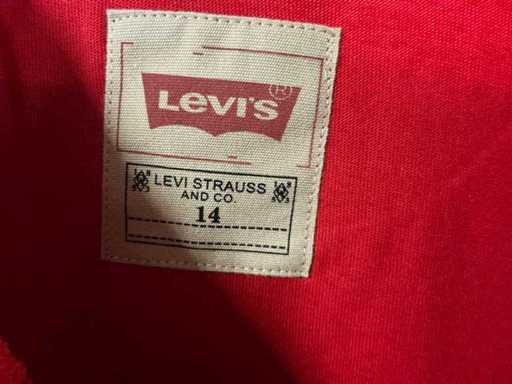 Levi's ®
LEVI STRAUSS
AND CO.
14